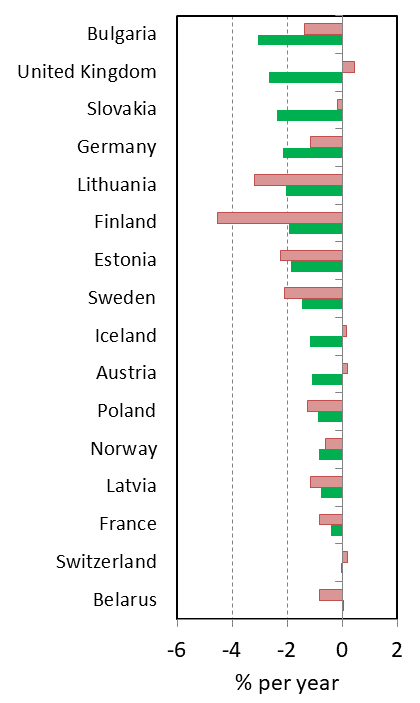 Bulgaria
United Kingdom
Slovakia
Germany
Lithuania
Finland
Estonia
Sweden
Iceland
Austria
Poland
Norway
Latvia
France
Switzerland
Belarus
-6 -4 -2 0 2
% per year